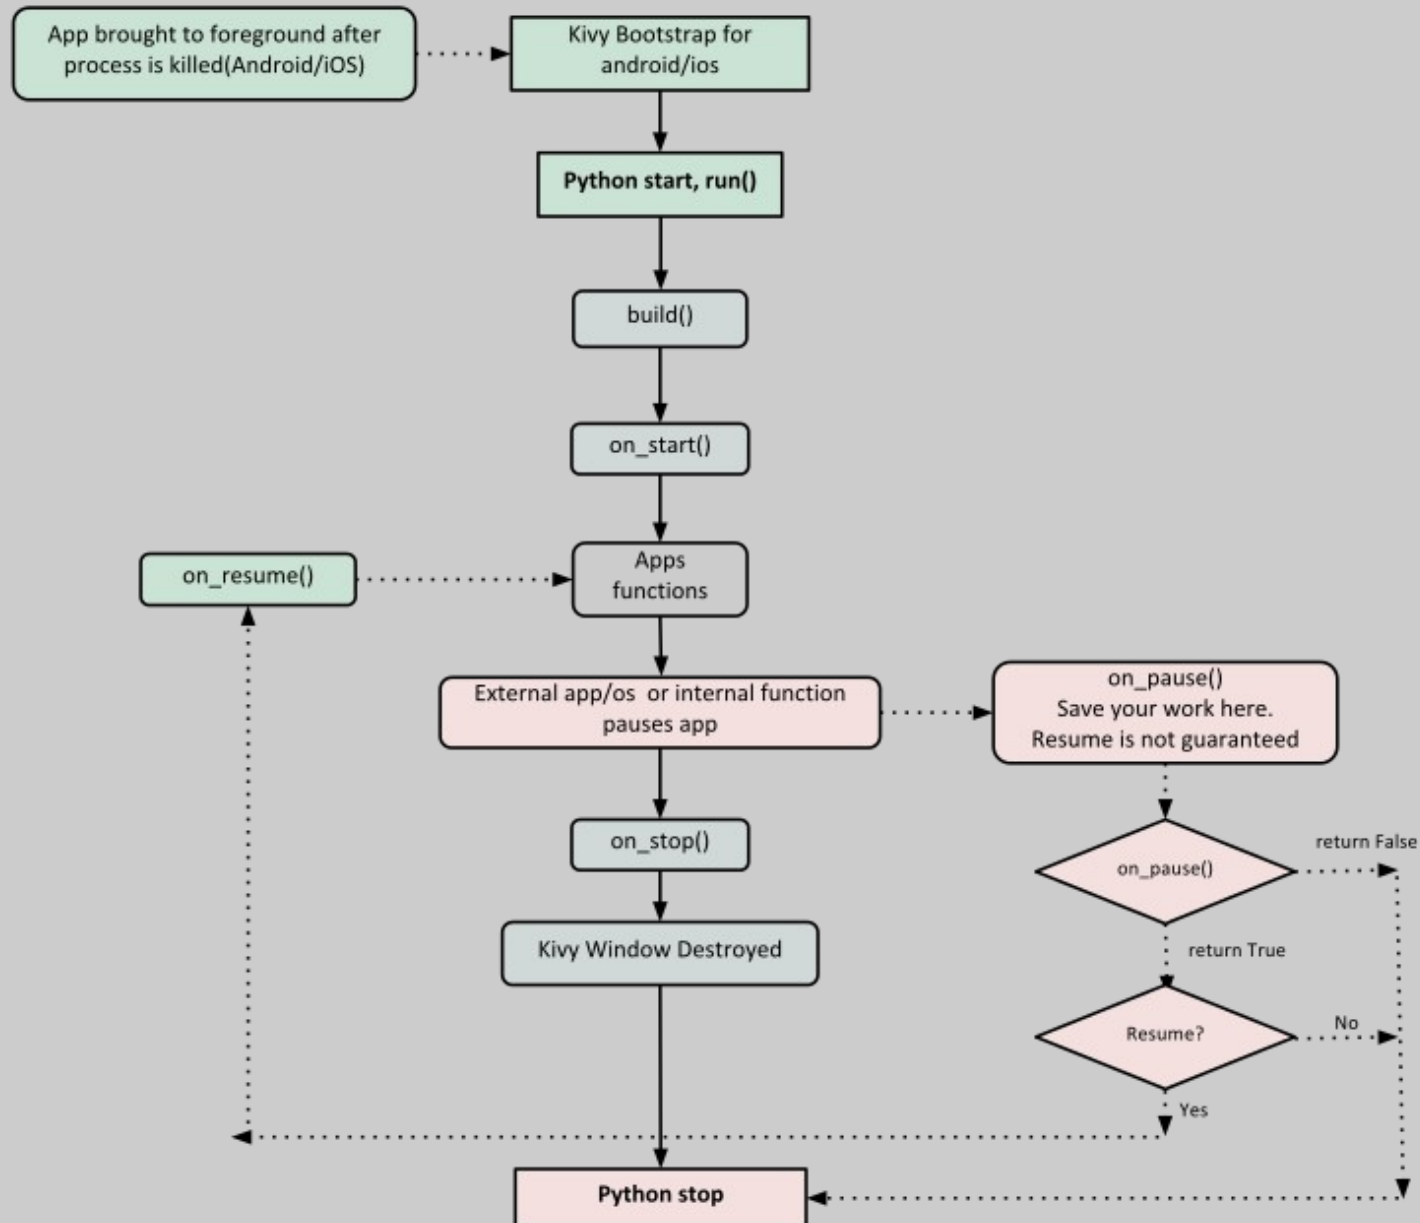 App brought to foreground after
process is killed(Android/iOS)
Kivy Bootstrap for
android/ios
Python start, run()
build()
on_start()
on_resume()
Apps
functions
External app/os  or internal function
pauses app
on_pause()
Save your work here.
Resume is not guaranteed
on_stop()
on_pause()
return False
Kivy Window Destroyed
return True
Resume?
No
Yes
Python stop